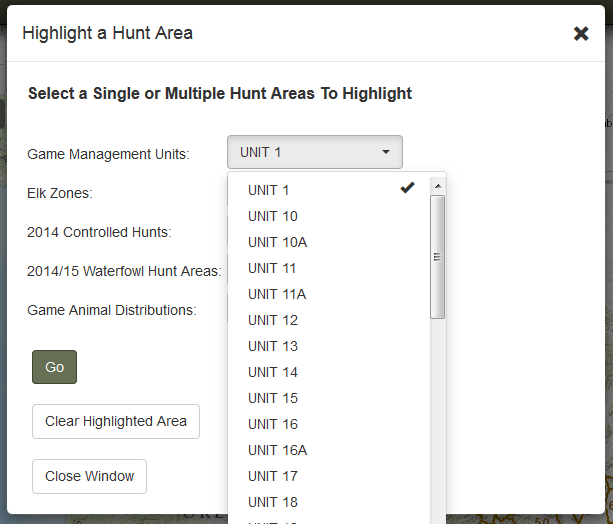 Highlight a Hunt Area
Select a Single or Multiple Hunt Areas To Highlight
Game Management Units:
UNIT 1
Elk Zones:
2014 Controlled Hunts:
2014/15 Waterfowl Hunt Areas:
Game Animal Distributions:
UNIT 1
UNIT 10
UNIT 10A
UNIT 11
UNIT 11A
UNIT 12
UNIT 13
UNIT 14
UNIT 15
UNIT 16
UNIT 16A
UNIT 17
UNIT 18
Go
Clear Highlighted Area
Close Window